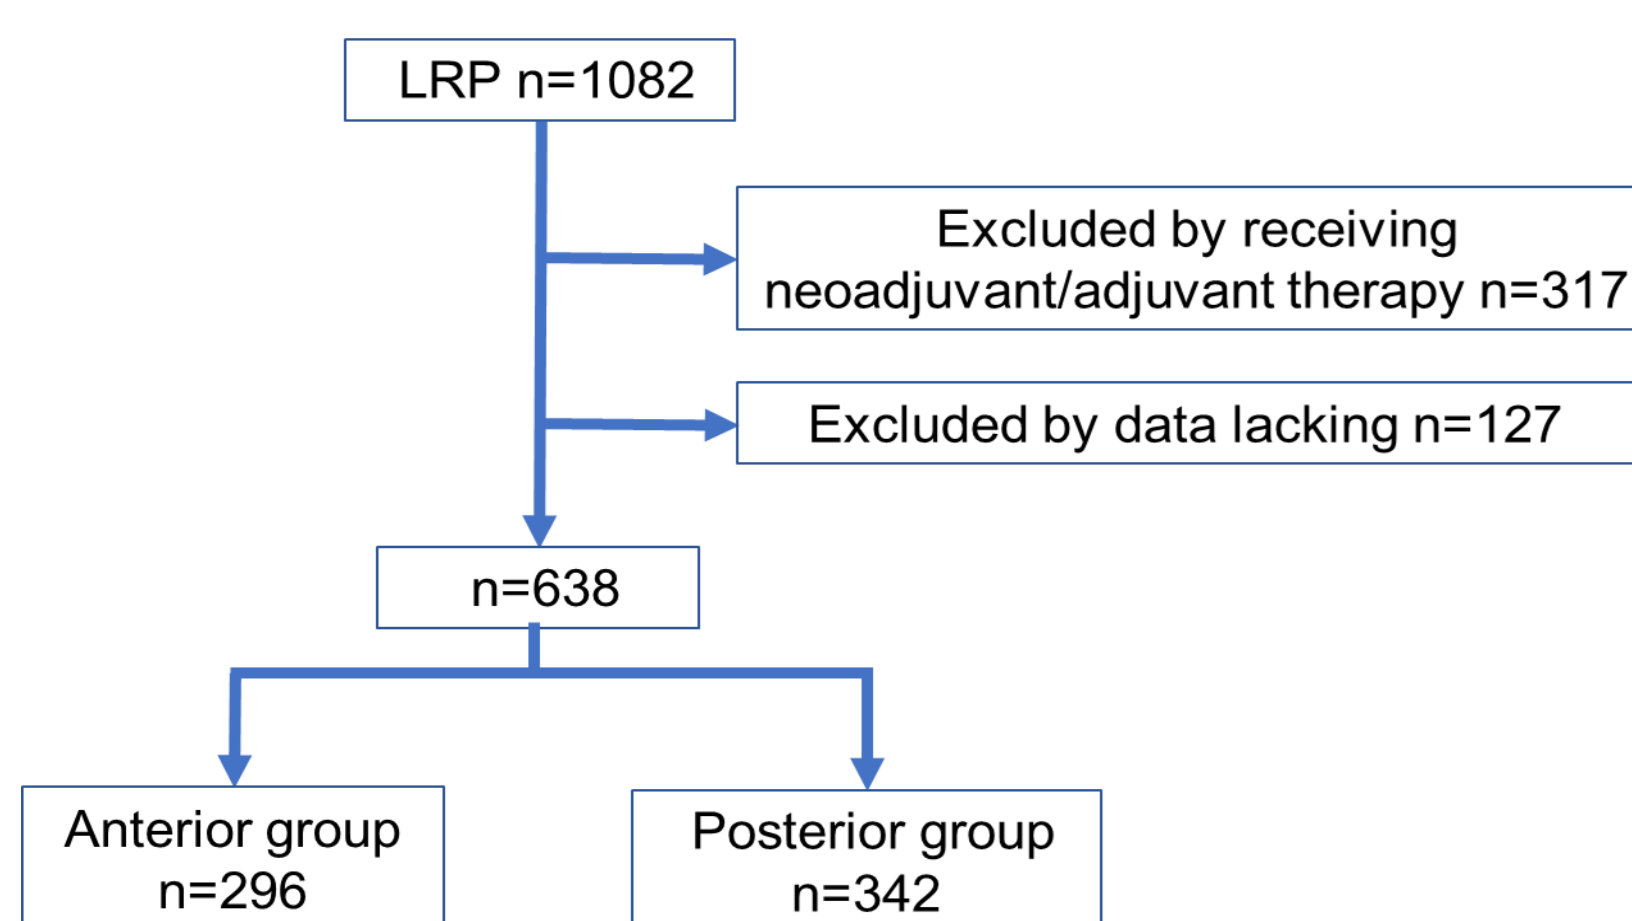 LRP n=1082
Excluded by receiving
neoadjuvant/adjuvant therapy n=317
Excluded by data lacking n=127
n=638
Anterior group
n=296
Posterior group
n=342